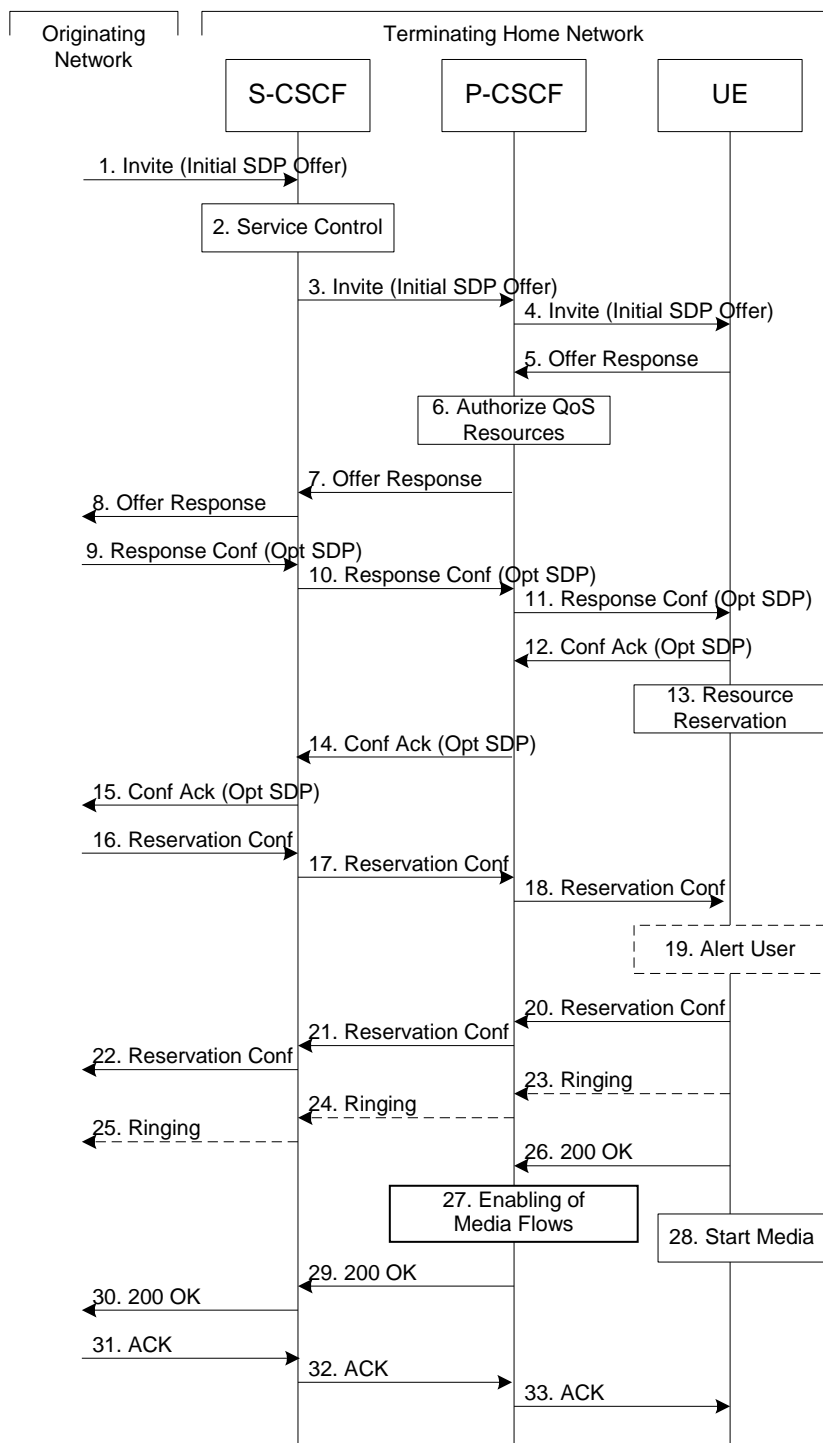 Originating
Network
Terminating Home Network
S-CSCF
P-CSCF
UE
1. Invite (Initial SDP Offer)
2. Service Control
3. Invite (Initial SDP Offer)
4. Invite (Initial SDP Offer)
5. Offer Response
6. Authorize QoS
Resources
7. Offer Response
8. Offer Response
9. Response Conf (Opt SDP)
10. Response Conf (Opt SDP)
11. Response Conf (Opt SDP)
12. Conf Ack (Opt SDP)
13. Resource
Reservation
14. Conf Ack (Opt SDP)
15. Conf Ack (Opt SDP)
16. Reservation Conf
17. Reservation Conf
18. Reservation Conf
19. Alert User
20. Reservation Conf
21. Reservation Conf
22. Reservation Conf
23. Ringing
24. Ringing
25. Ringing
26. 200 OK
27. Enabling of
Media Flows
28. Start Media
29. 200 OK
30. 200 OK
31. ACK
32. ACK
33. ACK